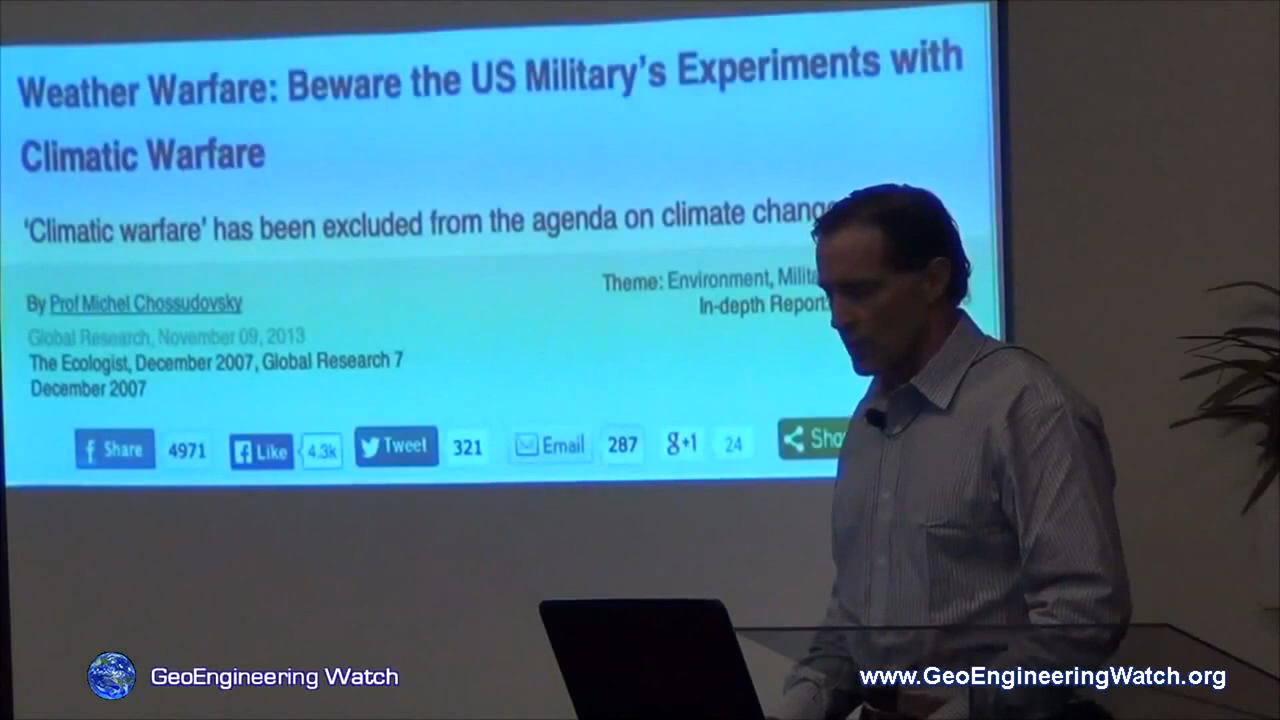 Weather Warfare: Beware the US Military's Experiments with
Climatic Warfare
'Climatic warfare' has been excluded from the agenda on climate change
Theme: Environment,
In-depth Report:
By Prof Michel Chossudovsky
Global Research, November 09, 2013
The Ecologist, December 2007, Global Research 7
December 2007
Share 4971 Like 4.3k Tweet 321 Email 287 g+1 24
GeoEngineering Watch
www.GeoEngineeringWatch.org